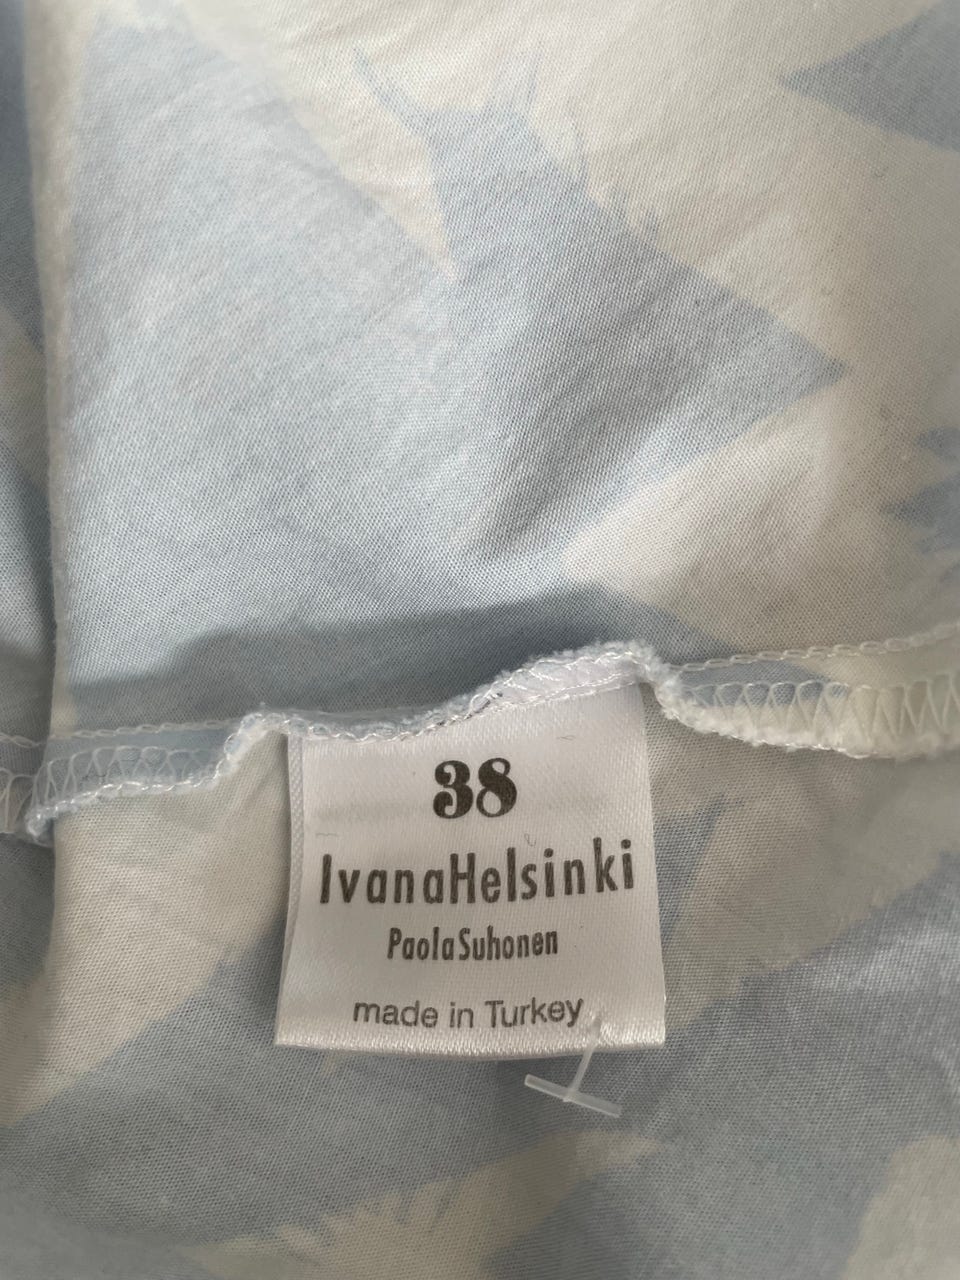 38
IvanaHelsinki
PaolaSuhonen
made in Turkey